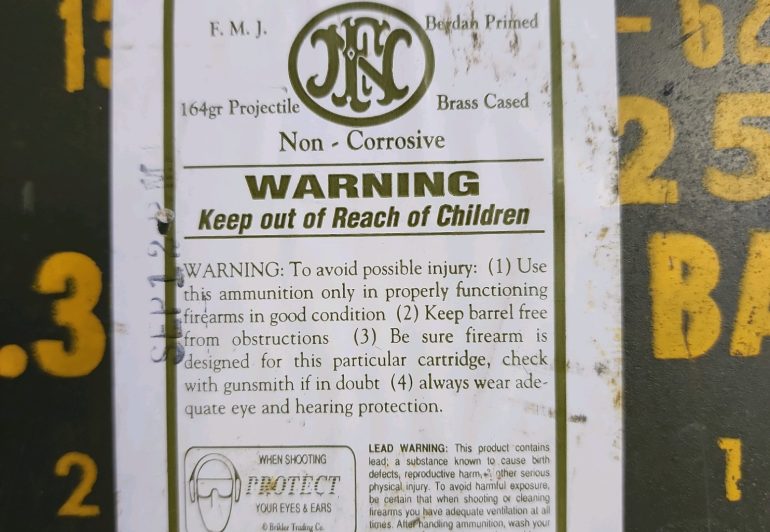 F. M. J.
Berdan Primed
FN
164gr Projectile
Brass Cased
Non - Corrosive
WARNING
Keep out of Reach of Children
WARNING: To avoid possible injury: (1) Use
this ammunition only in properly functioning
firearms in good condition (2) Keep barrel free
from obstructions (3) Be sure firearm is
designed for this particular cartridge, check
with gunsmith if in doubt (4) always wear ade-
quate eye and hearing protection.
WHEN SHOOTING
PROTECT
YOUR EYES & EARS
© Briklee Trading Co.
LEAD WARNING: This product contains
lead; a substance known to cause birth
defects, reproductive harm, other serious
physical injury. To avoid harmful exposure,
be certain that when shooting or cleaning
firearms you have adequate ventilation at all
times. After handling ammunition, wash your
.3
2
25
BA
1